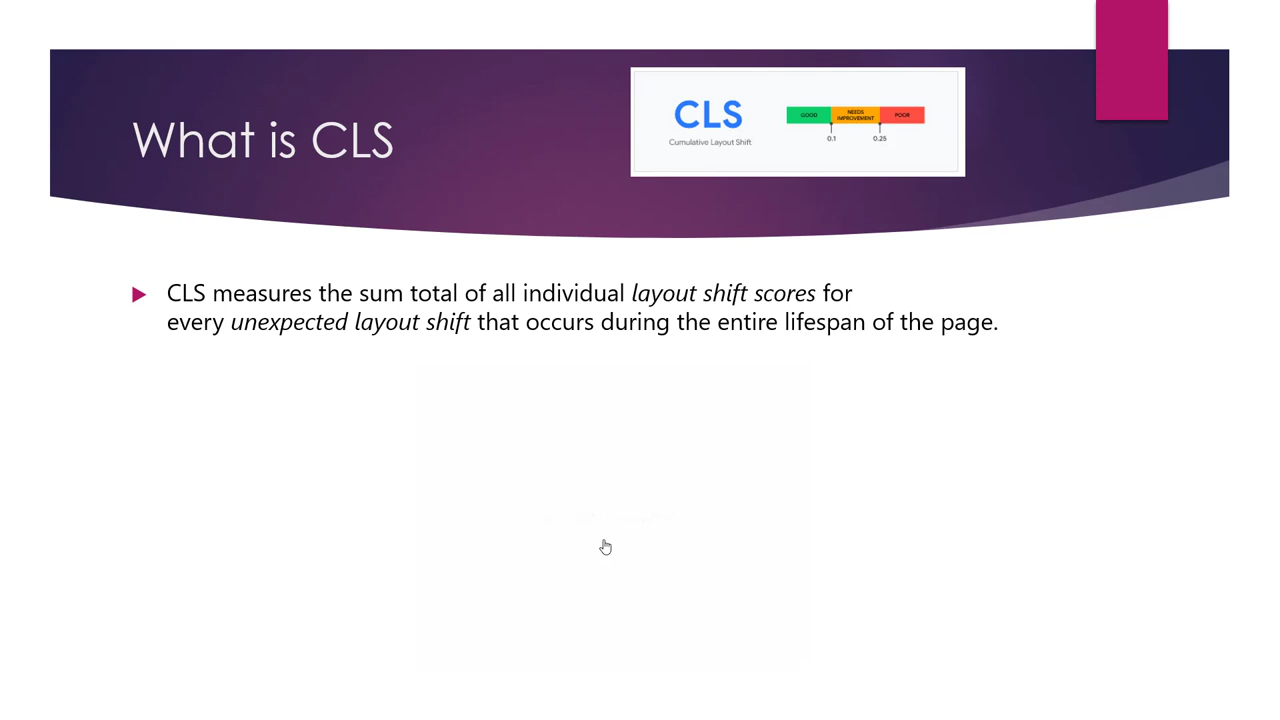 What is CLS
CLS
Cumulative Layout Shift
GOOD
NEEDS
IMPROVEMENT
POOR
0.1
0.25
CLS measures the sum total of all individual layout shift scores for
every unexpected layout shift that occurs during the entire lifespan of the page.